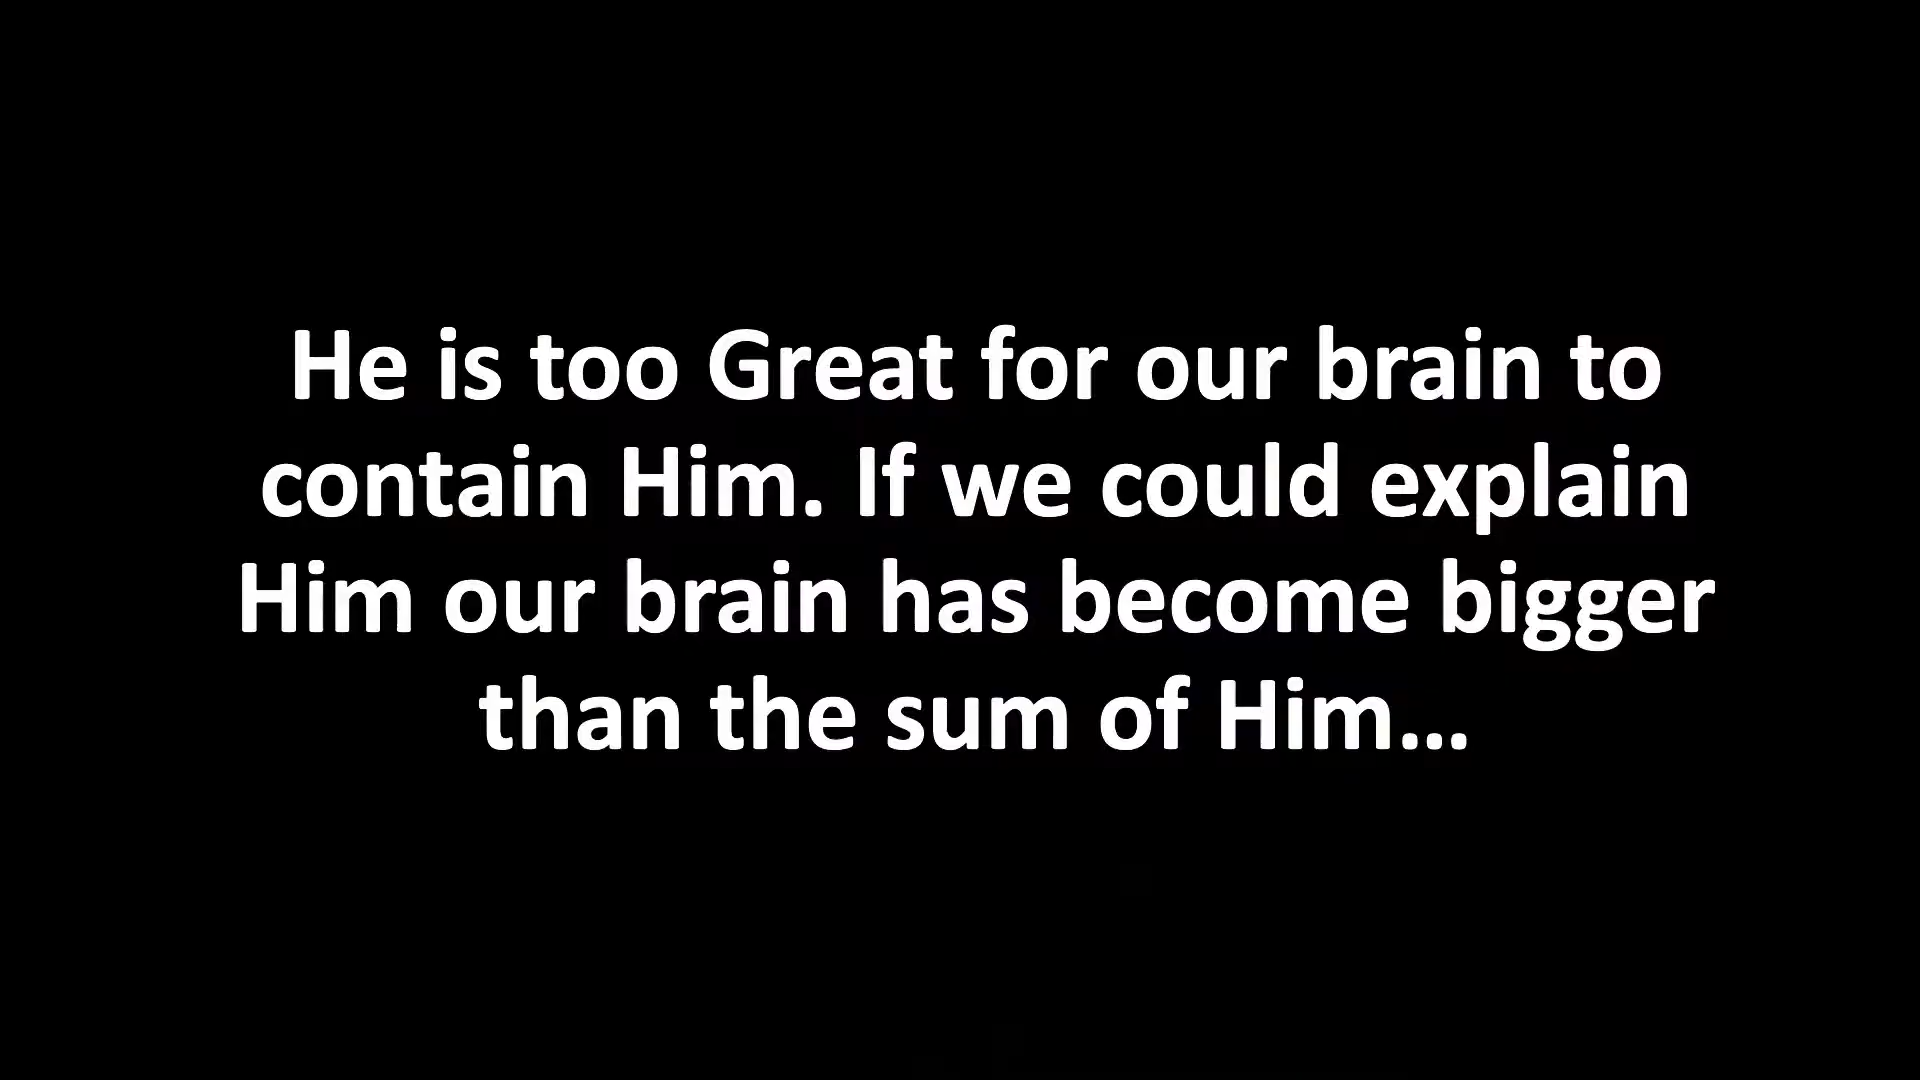 He is too Great for our brain to
contain Him. If we could explain
Him our brain has become bigger
than the sum of Him...